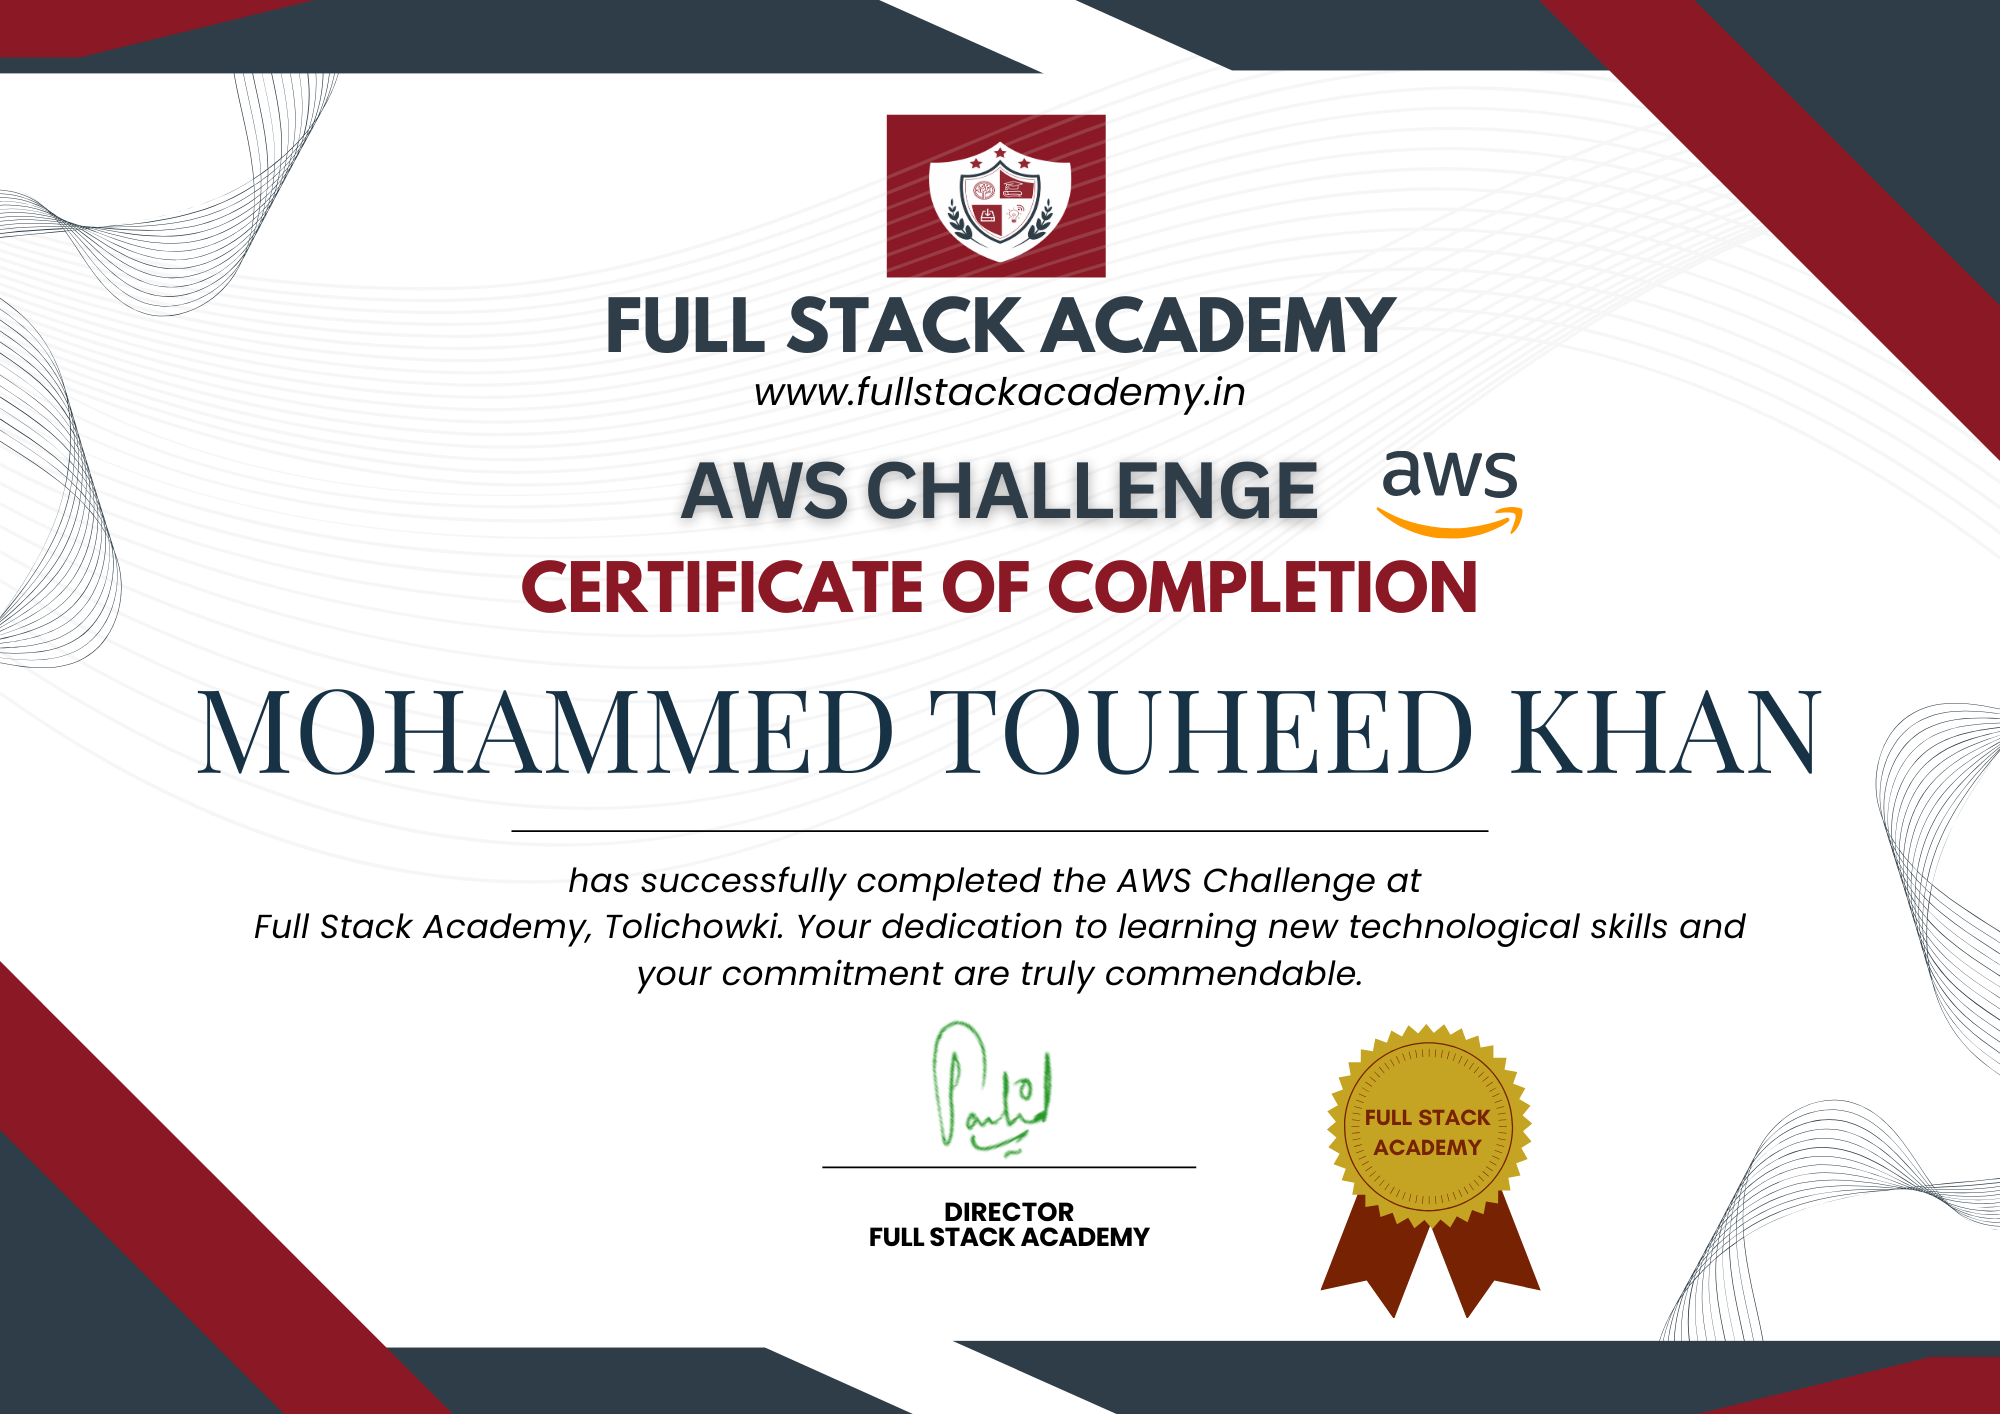 FULL STACK ACADEMY
www.fullstackacademy.in
AWS CHALLENGE
aws
CERTIFICATE OF COMPLETION
MOHAMMED TOUHEED KHAN
has successfully completed the AWS Challenge at
Full Stack Academy, Tolichowki. Your dedication to learning new technological skills and
your commitment are truly commendable.
DIRECTOR
FULL STACK ACADEMY
FULL STACK
ACADEMY